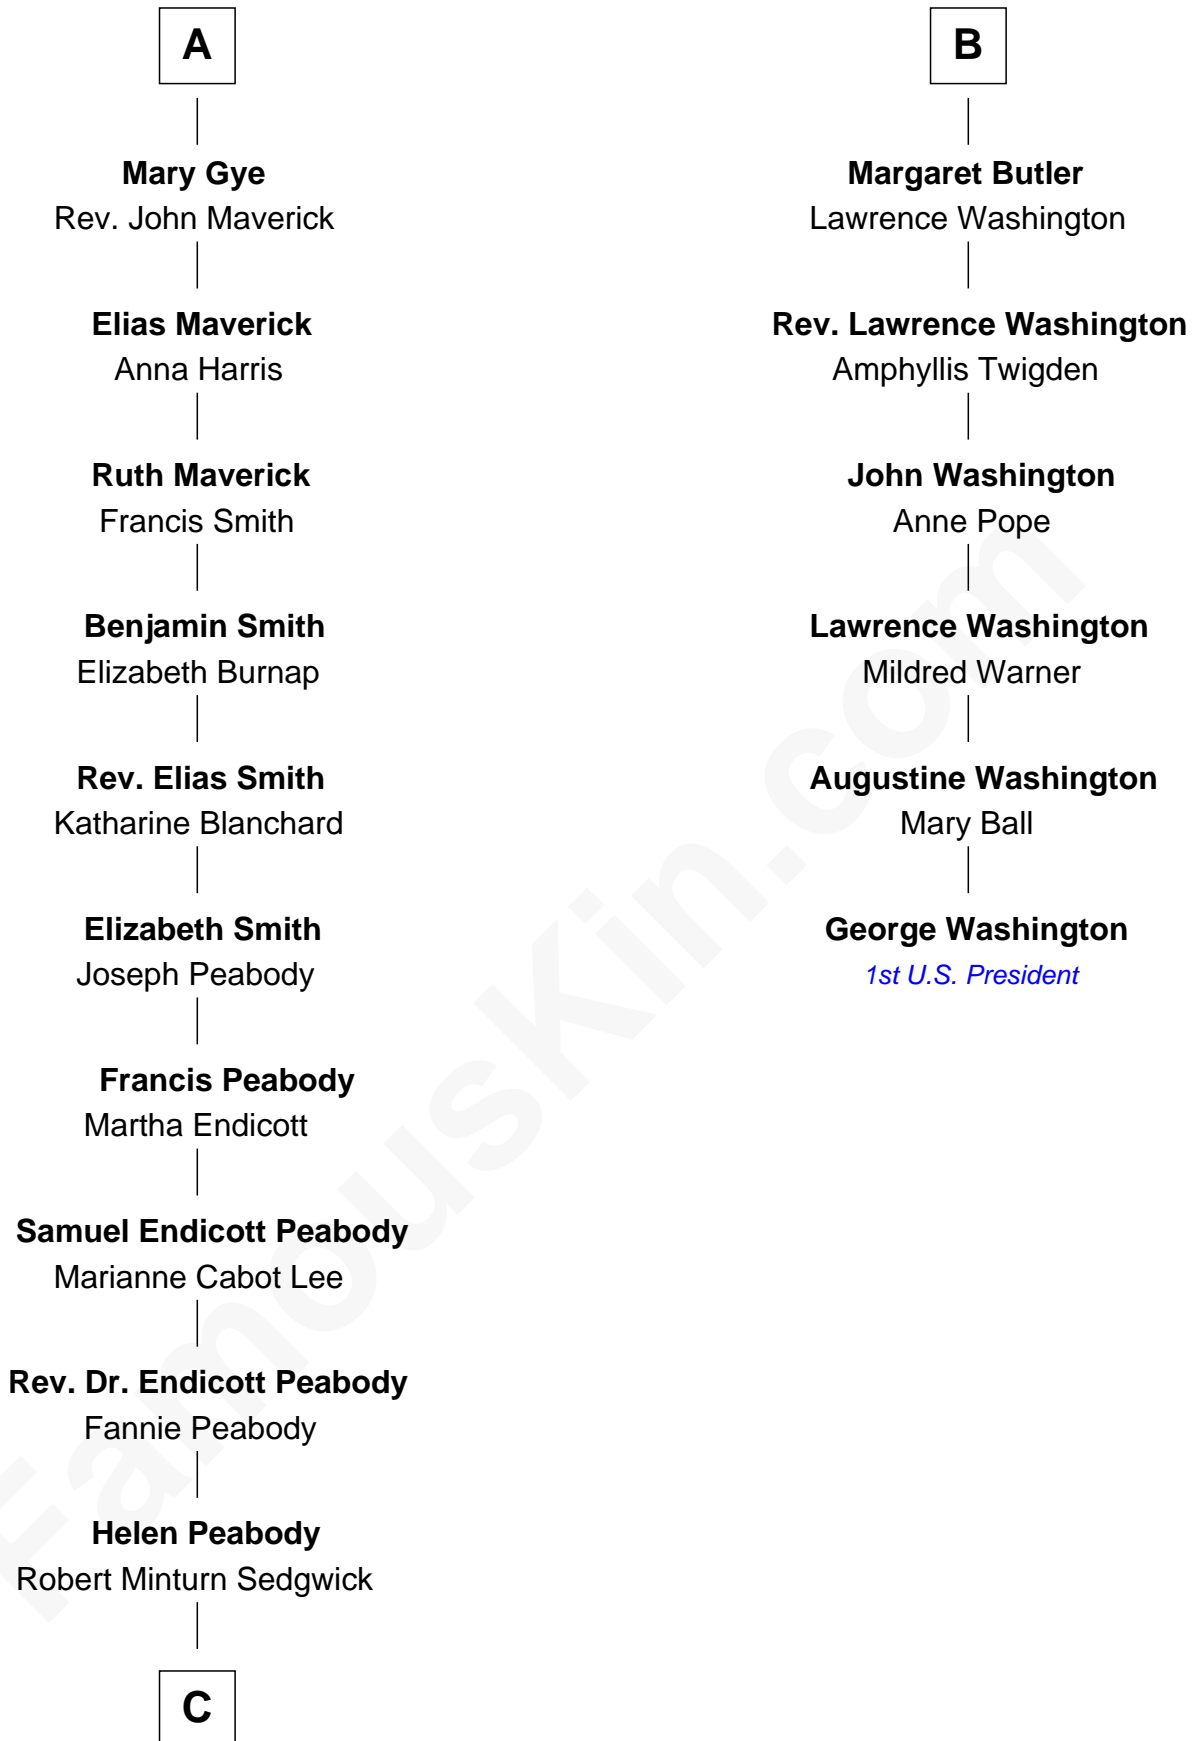 A
Mary Gye
Rev. John Maverick
Elias Maverick
Anna Harris
Ruth Maverick
Francis Smith
Benjamin Smith
Elizabeth Burnap
Rev. Elias Smith
Katharine Blanchard
Elizabeth Smith
Joseph Peabody
Francis Peabody
Martha Endicott
Samuel Endicott Peabody
Marianne Cabot Lee
Rev. Dr. Endicott Peabody
Fannie Peabody
Helen Peabody
Robert Minturn Sedgwick
C
B
Margaret Butler
Lawrence Washington
Rev. Lawrence Washington
Amphyllis Twigden
John Washington
Anne Pope
Lawrence Washington
Mildred Warner
Augustine Washington
Mary Ball
George Washington
1st U.S. President
FamousKin.com